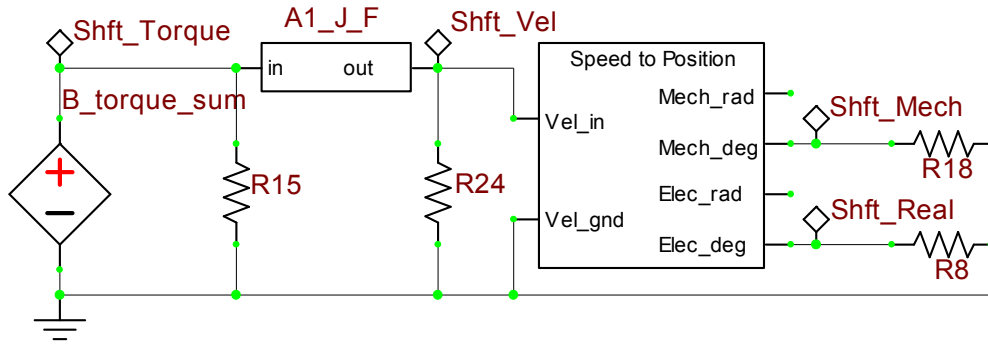 A1_J_F
Shft_Torque
Shft_Vel
in
out
Speed to Position
B_torque_sum
Mech_rad
Shft_Mech
Vel_in
Mech_deg
R18
R15
R24
Elec_rad
Shft_Real
Vel_gnd
Elec_deg
R8